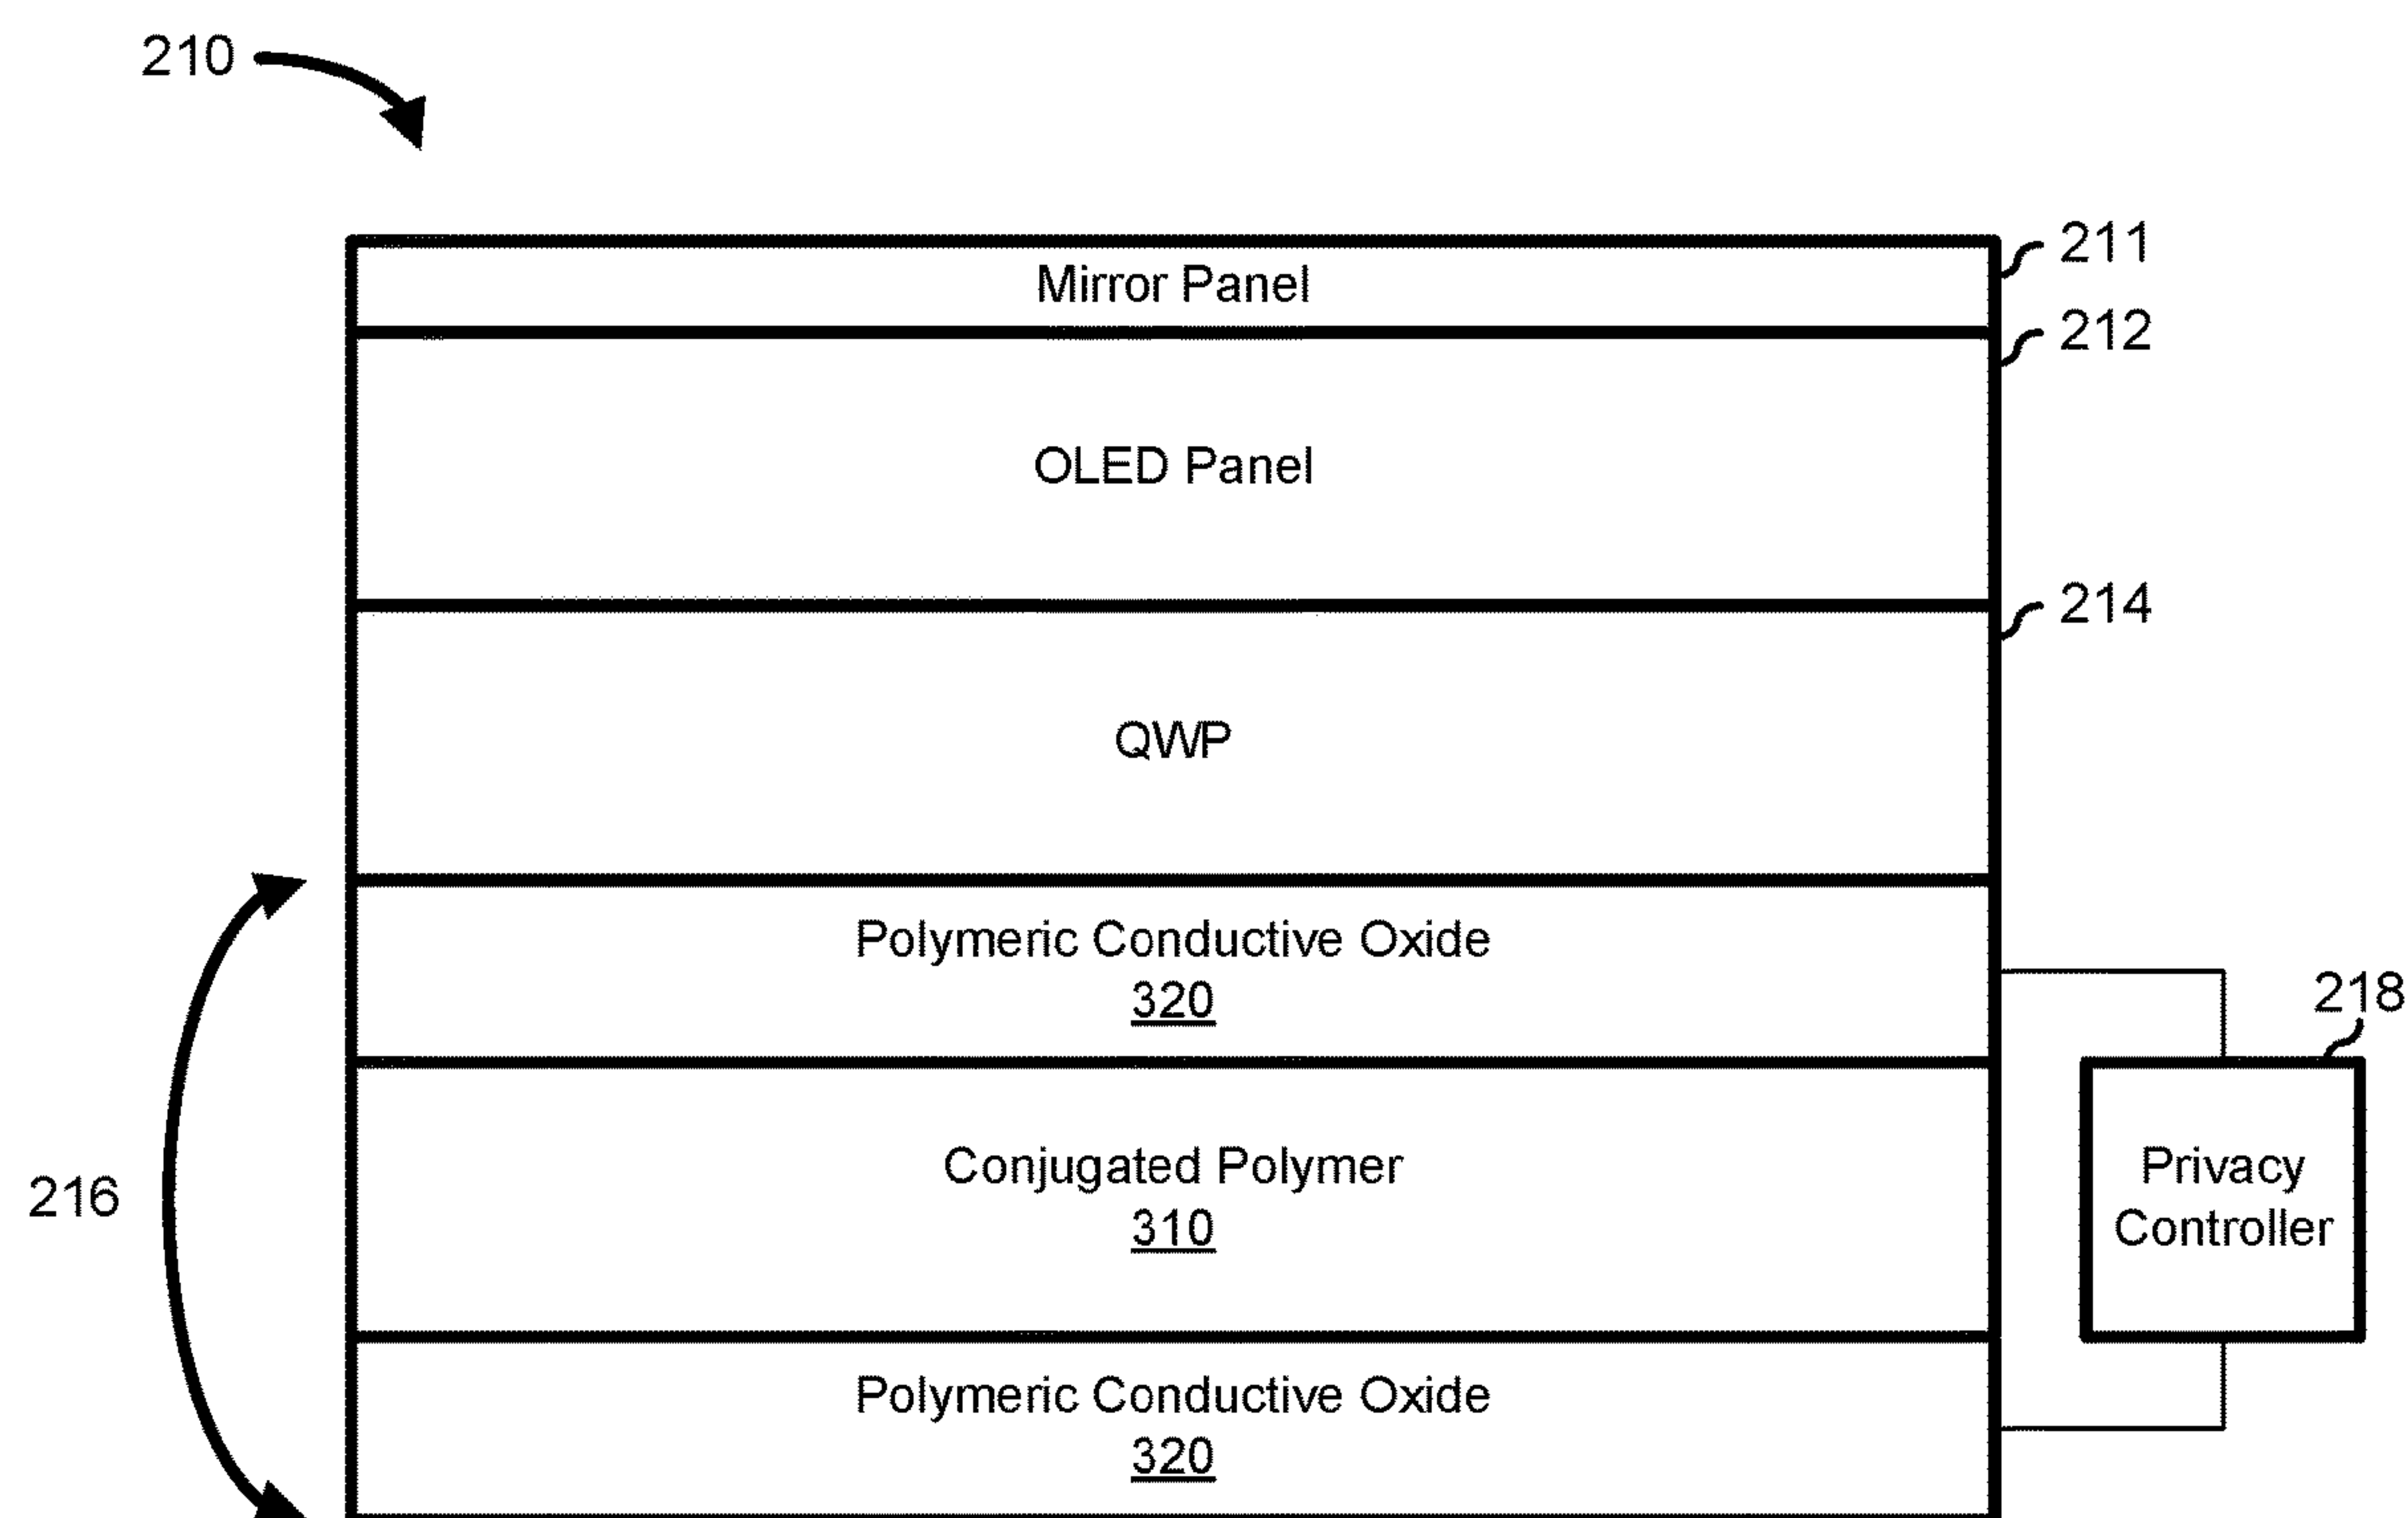 210
211
Mirror Panel
212
OLED Panel
214
QWP
Polymeric Conductive Oxide
320
218
216
Conjugated Polymer
310
Privacy
Controller
Polymeric Conductive Oxide
320